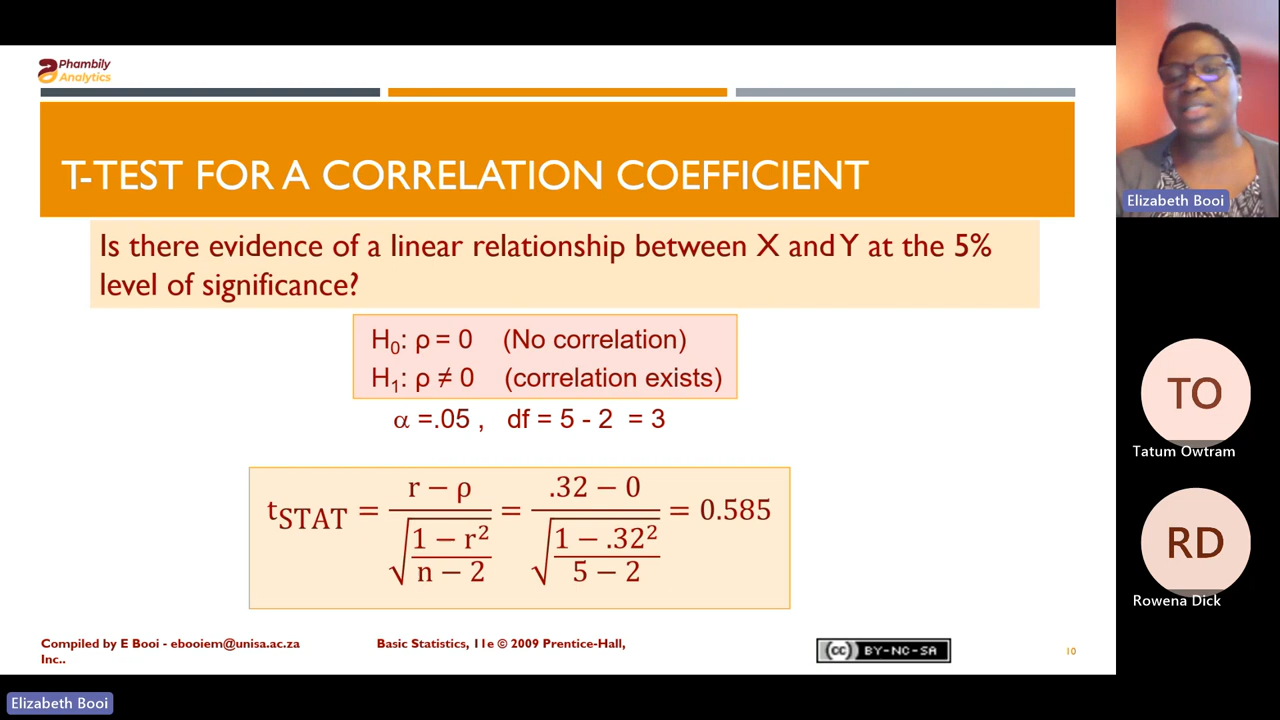 Phambily
Analytics
T-TEST FOR A CORRELATION COEFFICIENT
Is there evidence of a linear relationship between X and Y at the 5%
level of significance?
H₀: ρ = 0 (No correlation)
H₁: ρ ≠ 0 (correlation exists)
α =.05 , df = 5 - 2 = 3
t_STAT = (r − ρ) / √((1 − r²) / (n − 2)) = (.32 − 0) / √((1 − .32²) / (5 − 2)) = 0.585
Compiled by E Booi - ebooiem@unisa.ac.za Basic Statistics, 11e © 2009 Prentice-Hall,
Inc..
(cc) BY-NC-SA
10
Elizabeth Booi
TO
Tatum Owtram
RD
Rowena Dick
Elizabeth Booi